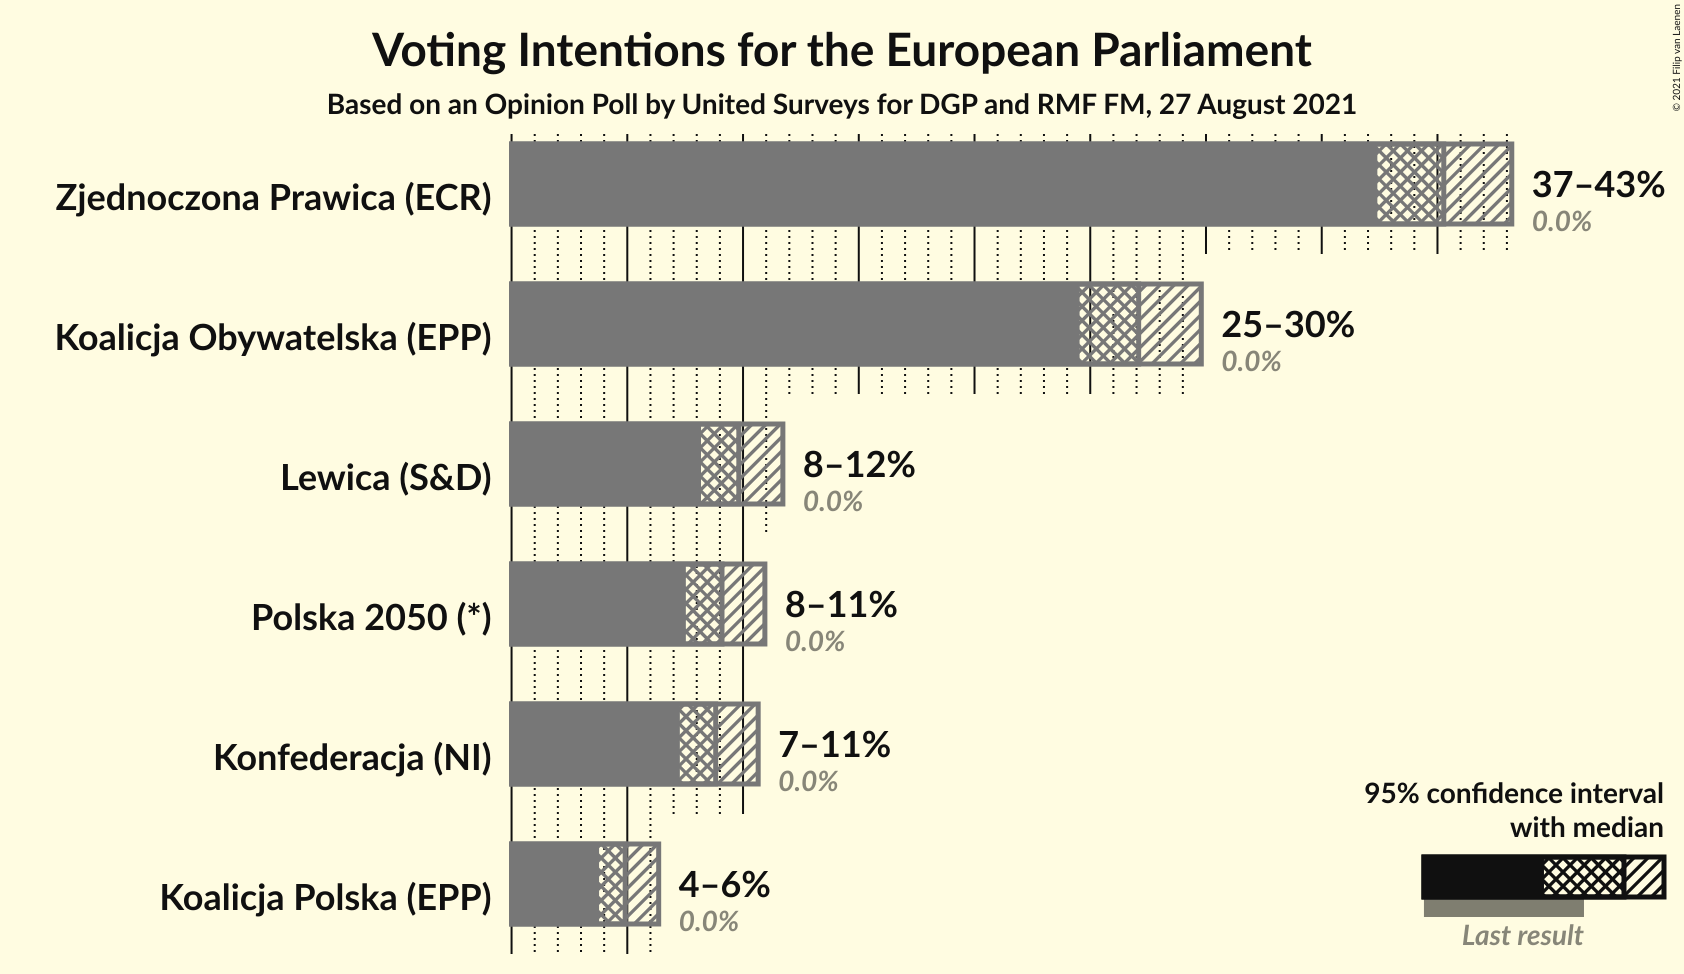 Voting Intentions for the European Parliament
Based on an Opinion Poll by United Surveys for DGP and RMF FM, 27 August 2021
© 2021 Filip van Laenen
Zjednoczona Prawica (ECR)
37–43%
0.0%
Koalicja Obywatelska (EPP)
25–30%
0.0%
Lewica (S&D)
8–12%
0.0%
Polska 2050 (*)
8–11%
0.0%
Konfederacja (NI)
7–11%
0.0%
Koalicja Polska (EPP)
4–6%
0.0%
95% confidence interval
with median
Last result